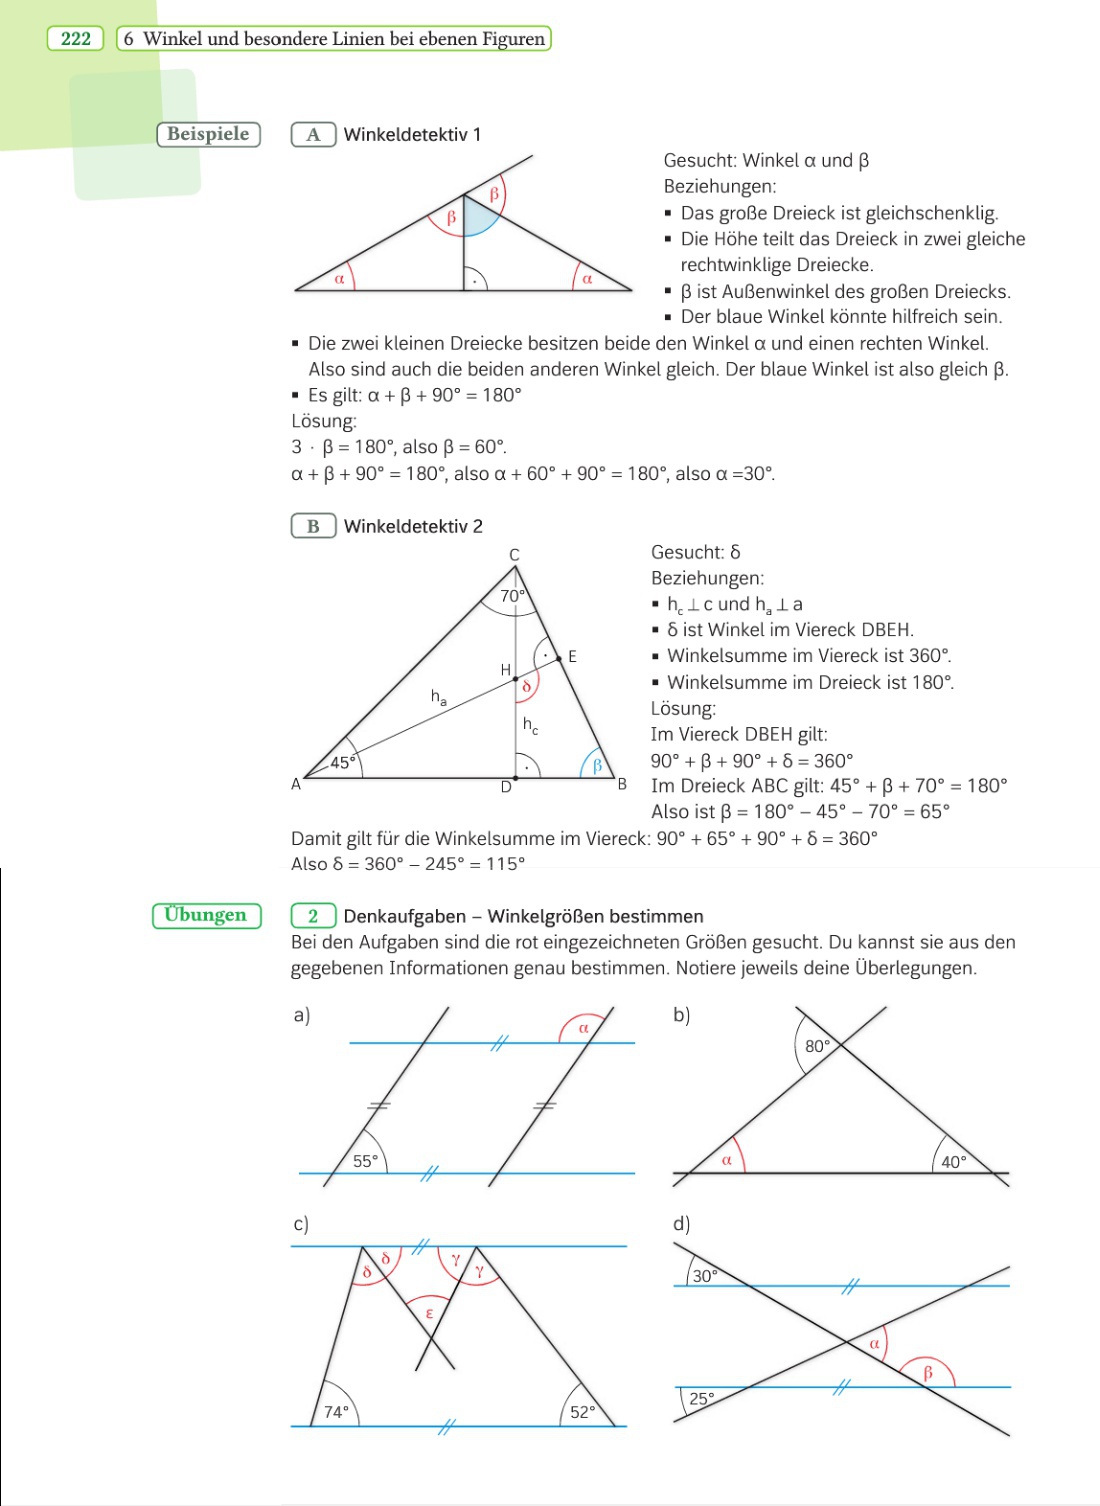 222
6 Winkel und besondere Linien bei ebenen Figuren
Beispiele
A Winkeldetektiv 1
β
β
α
α
Gesucht: Winkel α und β
Beziehungen:
▪ Das große Dreieck ist gleichschenklig.
▪ Die Höhe teilt das Dreieck in zwei gleiche
rechtwinklige Dreiecke.
▪ β ist Außenwinkel des großen Dreiecks.
▪ Der blaue Winkel könnte hilfreich sein.
▪ Die zwei kleinen Dreiecke besitzen beide den Winkel α und einen rechten Winkel.
Also sind auch die beiden anderen Winkel gleich. Der blaue Winkel ist also gleich β.
▪ Es gilt: α + β + 90° = 180°
Lösung:
3 · β = 180°, also β = 60°.
α + β + 90° = 180°, also α + 60° + 90° = 180°, also α =30°.
B Winkeldetektiv 2
C
70°
E
H
δ
hₐ
h_c
45°
β
A
D
B
Gesucht: δ
Beziehungen:
▪ h_c ⊥ c und hₐ ⊥ a
▪ δ ist Winkel im Viereck DBEH.
▪ Winkelsumme im Viereck ist 360°.
▪ Winkelsumme im Dreieck ist 180°.
Lösung:
Im Viereck DBEH gilt:
90° + β + 90° + δ = 360°
Im Dreieck ABC gilt: 45° + β + 70° = 180°
Also ist β = 180° – 45° – 70° = 65°
Damit gilt für die Winkelsumme im Viereck: 90° + 65° + 90° + δ = 360°
Also δ = 360° – 245° = 115°
Übungen
2 Denkaufgaben – Winkelgrößen bestimmen
Bei den Aufgaben sind die rot eingezeichneten Größen gesucht. Du kannst sie aus den
gegebenen Informationen genau bestimmen. Notiere jeweils deine Überlegungen.
a)
α
55°
b)
80°
α
40°
c)
δ
δ
γ
γ
ε
74°
52°
d)
30°
α
β
25°